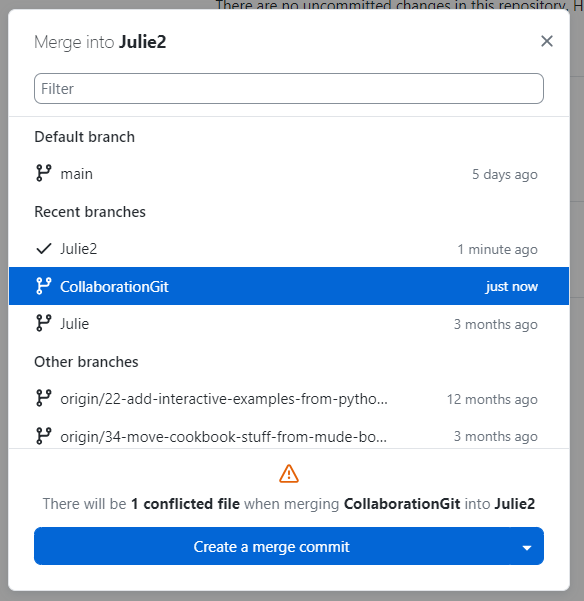 There are no uncommitted changes in this repository. H
Merge into Julie2
Filter
Default branch
main 5 days ago
Recent branches
Julie2 1 minute ago
CollaborationGit just now
Julie 3 months ago
Other branches
origin/22-add-interactive-examples-from-pytho... 12 months ago
origin/34-move-cookbook-stuff-from-mude-bo... 3 months ago
There will be 1 conflicted file when merging CollaborationGit into Julie2
Create a merge commit